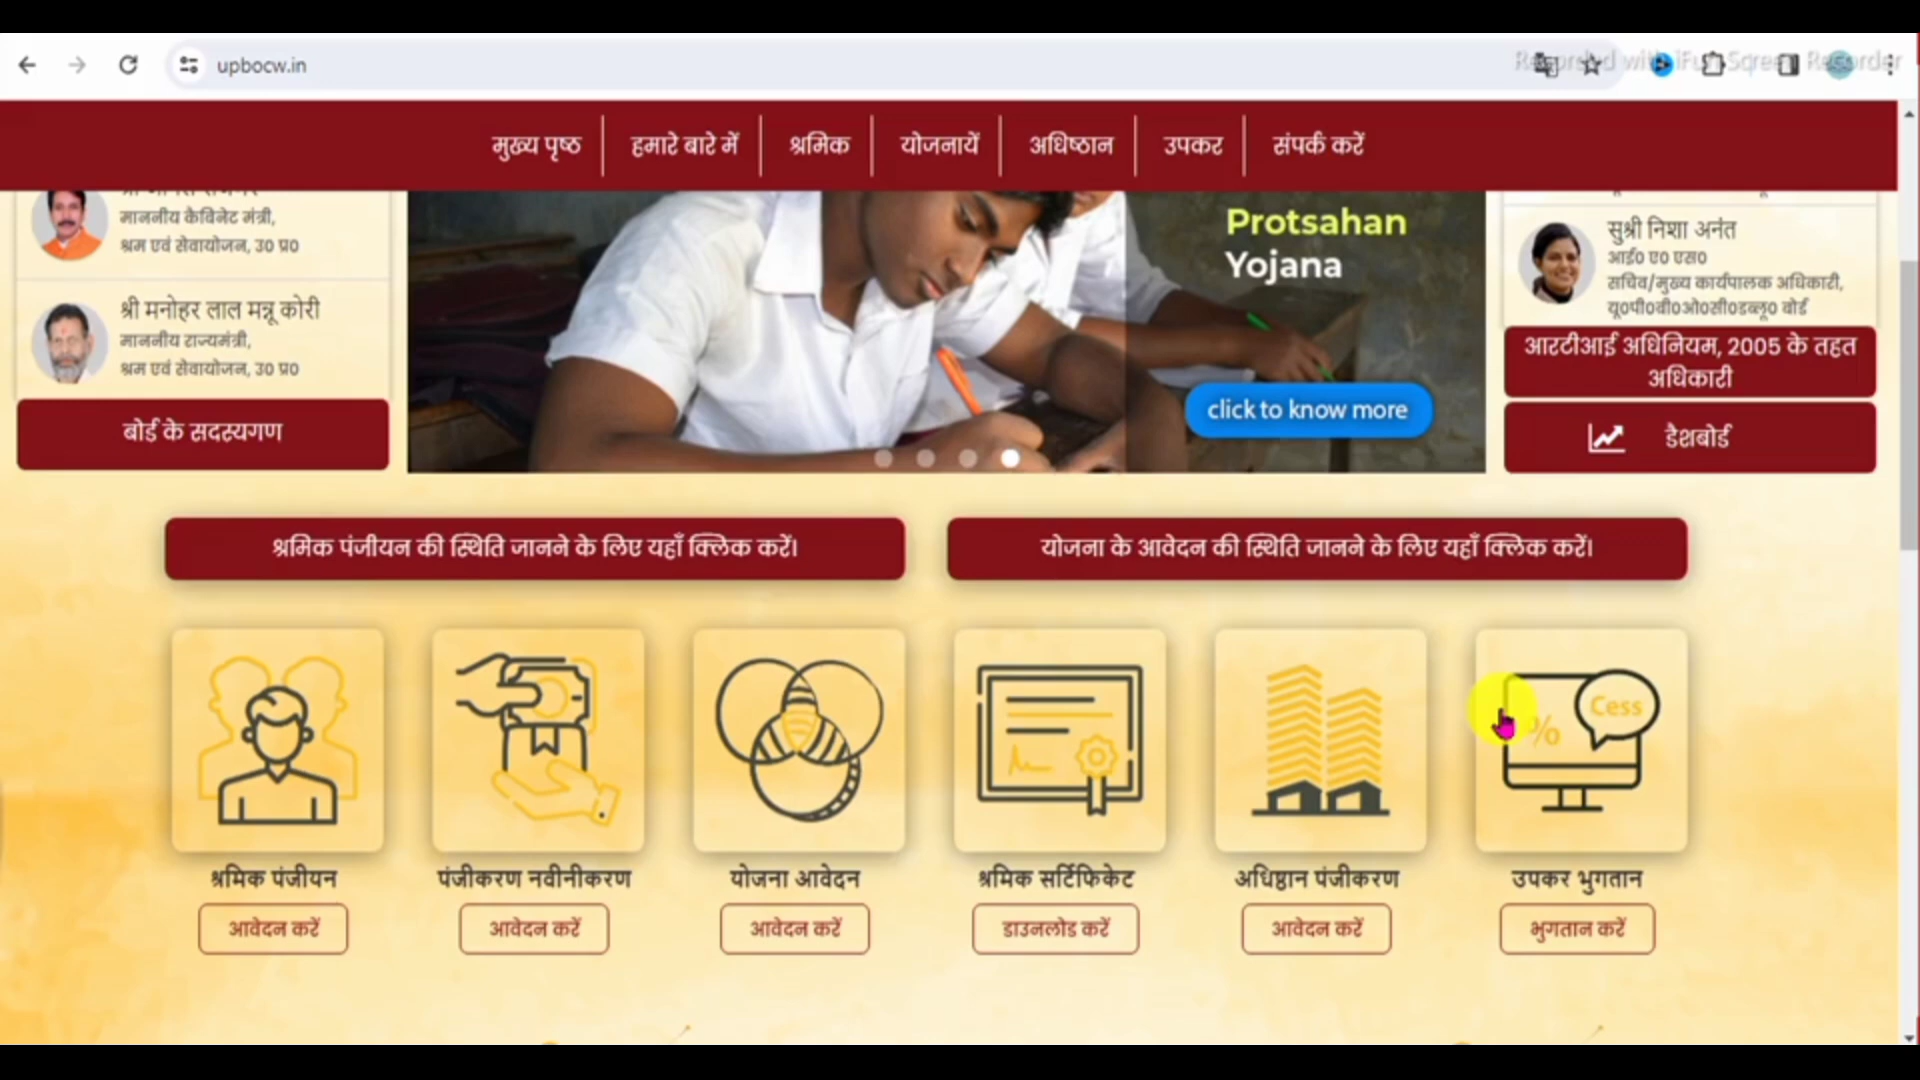 upbocw.in
Recorded with iFun Screen Recorder
मुख्य पृष्ठ
हमारे बारे में
श्रमिक
योजनायें
अधिष्ठान
उपकर
संपर्क करें
माननीय कैबिनेट मंत्री,
श्रम एवं सेवायोजन, उ0 प्र0
श्री मनोहर लाल मन्नू कोरी
माननीय राज्यमंत्री,
श्रम एवं सेवायोजन, उ0 प्र0
बोर्ड के सदस्यगण
Protsahan
Yojana
click to know more
सुश्री निशा अनंत
आई0 ए0 एस0
सचिव/मुख्य कार्यपालक अधिकारी,
यू0पी0बी0ओ0सी0डब्लू0 बोर्ड
आरटीआई अधिनियम, 2005 के तहत
अधिकारी
डैशबोर्ड
श्रमिक पंजीयन की स्थिति जानने के लिए यहाँ क्लिक करें।
योजना के आवेदन की स्थिति जानने के लिए यहाँ क्लिक करें।
%
Cess
श्रमिक पंजीयन
पंजीकरण नवीनीकरण
योजना आवेदन
श्रमिक सर्टिफिकेट
अधिष्ठान पंजीकरण
उपकर भुगतान
आवेदन करें
आवेदन करें
आवेदन करें
डाउनलोड करें
आवेदन करें
भुगतान करें